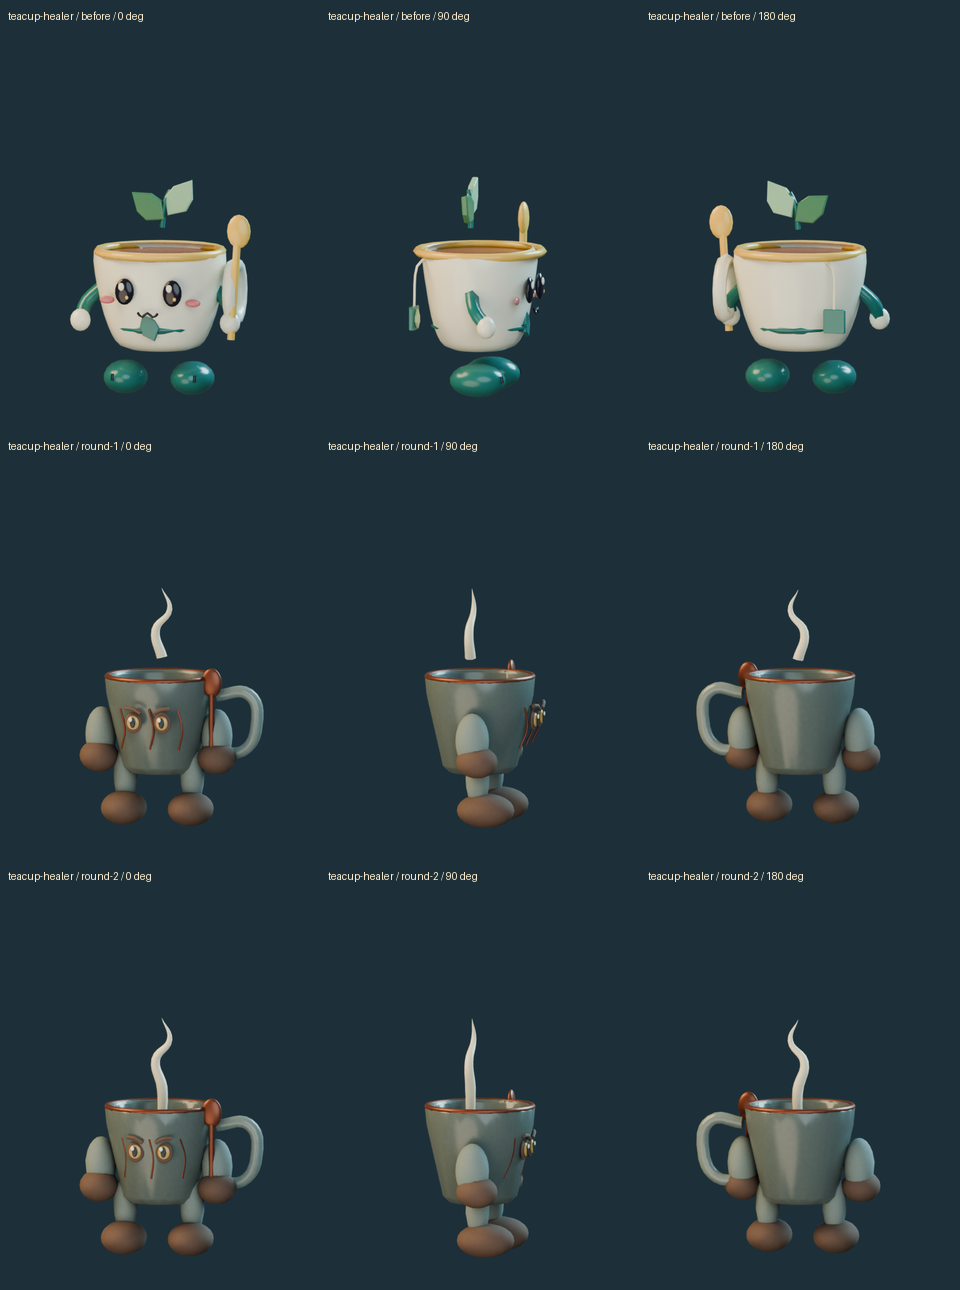 teacup-healer / before / 0 deg
teacup-healer / before / 90 deg
teacup-healer / before / 180 deg
teacup-healer / round-1 / 0 deg
teacup-healer / round-1 / 90 deg
teacup-healer / round-1 / 180 deg
teacup-healer / round-2 / 0 deg
teacup-healer / round-2 / 90 deg
teacup-healer / round-2 / 180 deg